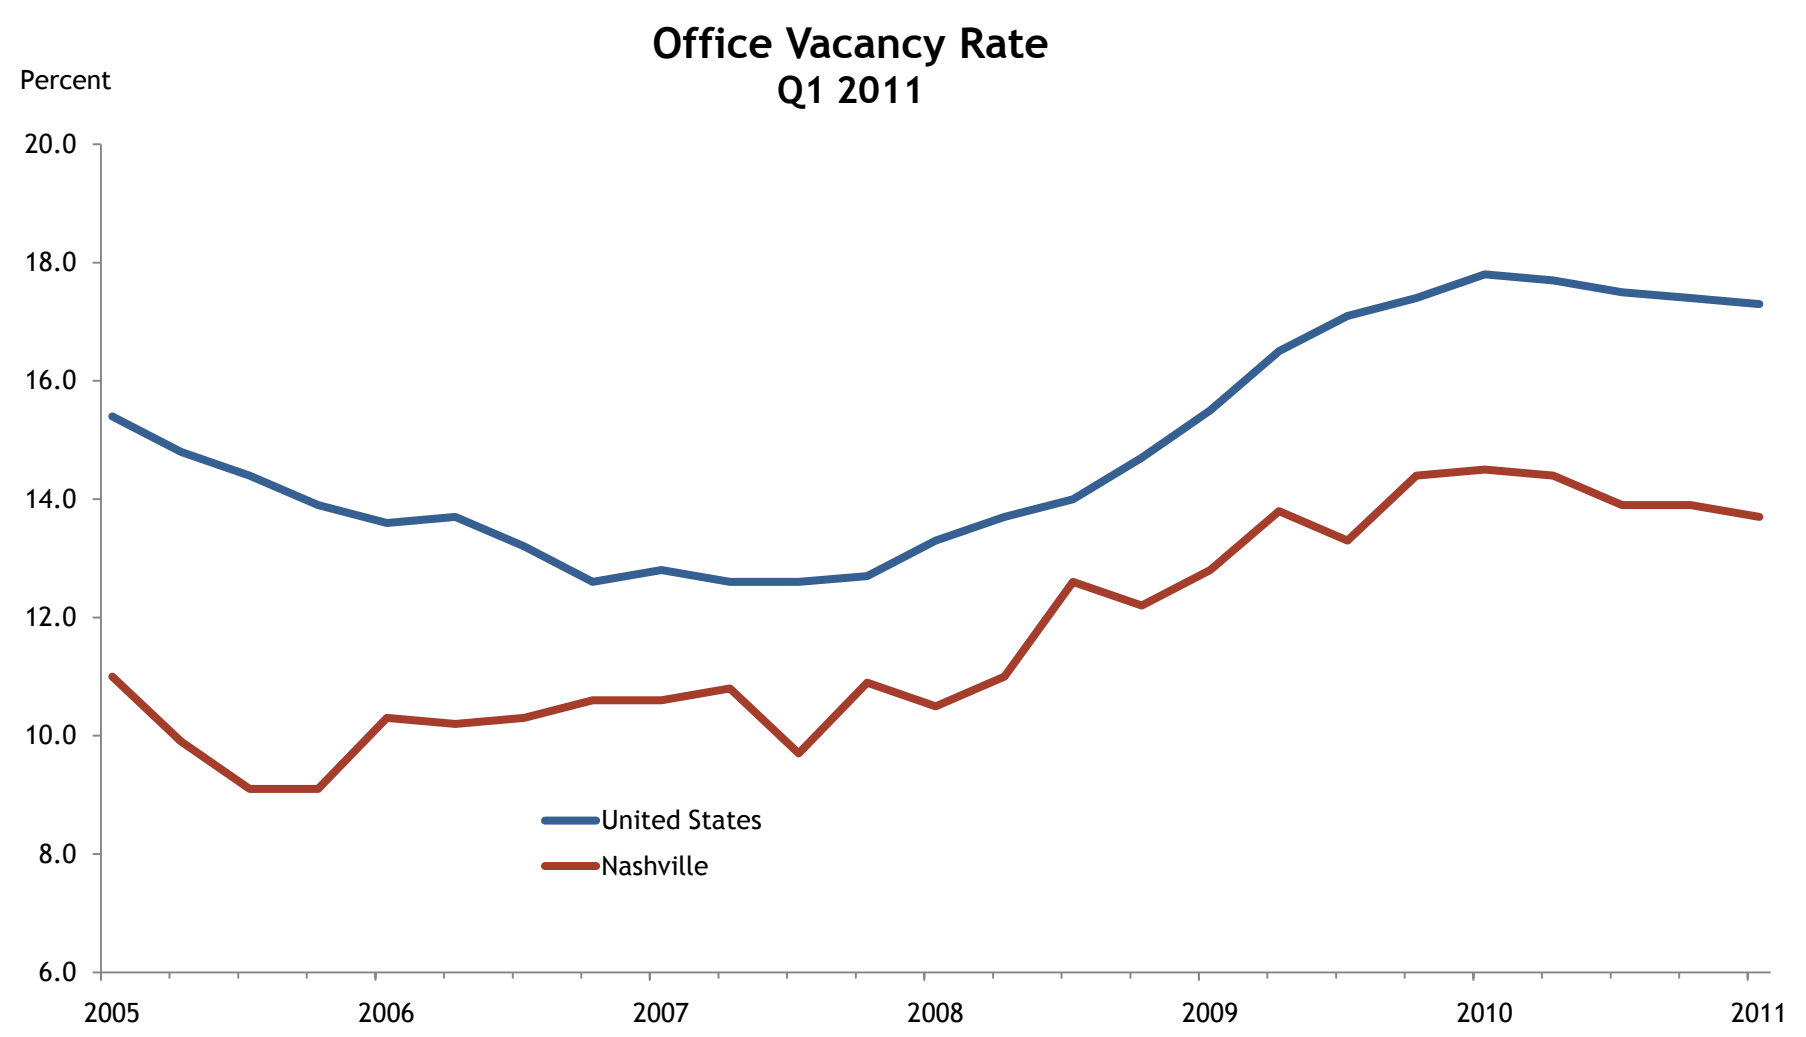 Office Vacancy Rate
Q1 2011
Percent
20.0
18.0
16.0
14.0
12.0
10.0
8.0
6.0
United States
Nashville
2005 2006 2007 2008 2009 2010 2011